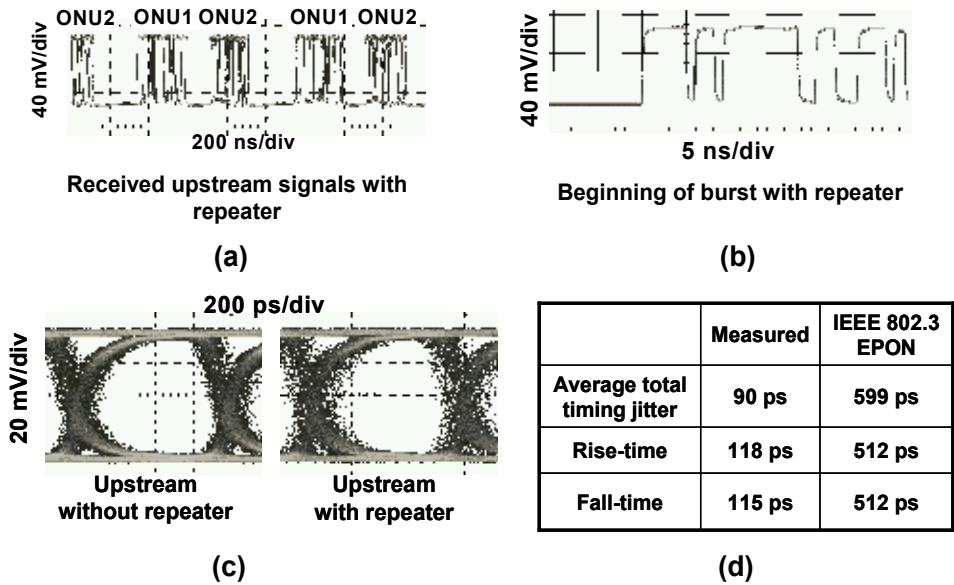 ONU2 ONU1 ONU2 ONU1 ONU2
40 mV/div
200 ns/div
Received upstream signals with
repeater
(a)
40 mV/div
5 ns/div
Beginning of burst with repeater
(b)
200 ps/div
20 mV/div
Upstream
without repeater
Upstream
with repeater
(c)
Measured
IEEE 802.3
EPON
Average total
timing jitter
90 ps
599 ps
Rise-time
118 ps
512 ps
Fall-time
115 ps
512 ps
(d)